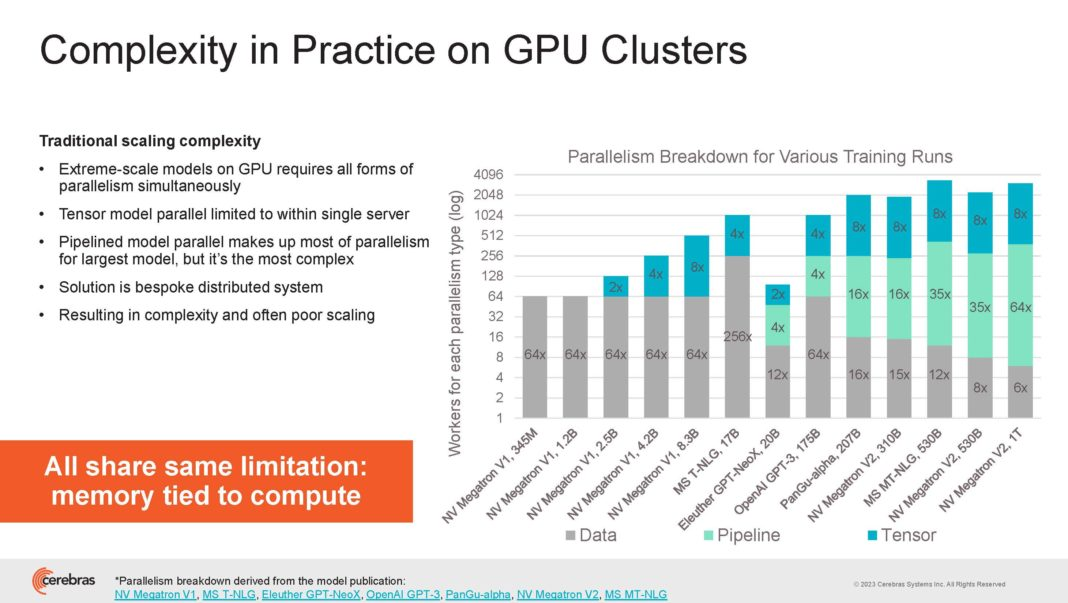 Complexity in Practice on GPU Clusters
Traditional scaling complexity
• Extreme-scale models on GPU requires all forms of
parallelism simultaneously
• Tensor model parallel limited to within single server
• Pipelined model parallel makes up most of parallelism
for largest model, but it's the most complex
• Solution is bespoke distributed system
• Resulting in complexity and often poor scaling
All share same limitation:
memory tied to compute
Parallelism Breakdown for Various Training Runs
Workers for each parallelism type (log)
4096
2048
1024
512
256
128
64
32
16
8
4
2
1
64x
64x
2x
64x
4x
64x
8x
64x
4x
256x
2x
4x
12x
4x
4x
64x
8x
16x
16x
8x
16x
15x
8x
35x
12x
8x
35x
8x
8x
64x
6x
NV Megatron V1, 345M
NV Megatron V1, 1.2B
NV Megatron V1, 2.5B
NV Megatron V1, 4.2B
NV Megatron V1, 8.3B
MS T-NLG, 17B
Eleuther GPT-NeoX, 20B
OpenAI GPT-3, 175B
PanGu-alpha, 207B
NV Megatron V2, 310B
MS MT-NLG, 530B
NV Megatron V2, 530B
NV Megatron V2, 1T
Data Pipeline Tensor
cerebras
*Parallelism breakdown derived from the model publication:
NV Megatron V1, MS T-NLG, Eleuther GPT-NeoX, OpenAI GPT-3, PanGu-alpha, NV Megatron V2, MS MT-NLG
© 2023 Cerebras Systems Inc. All Rights Reserved